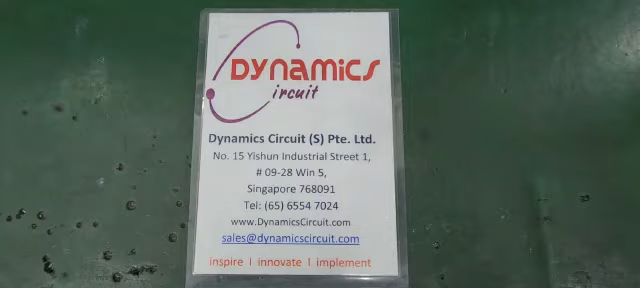 Dynamics
ircuit
Dynamics Circuit (S) Pte. Ltd.
No. 15 Yishun Industrial Street 1,
# 09-28 Win 5,
Singapore 768091
Tel: (65) 6554 7024
www.DynamicsCircuit.com
sales@dynamicscircuit.com
inspire I innovate I implement